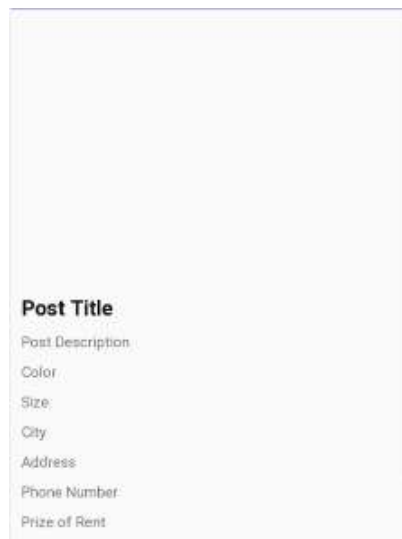 Post Title
Post Description
Color
Size
City
Address
Phone Number
Prize of Rent